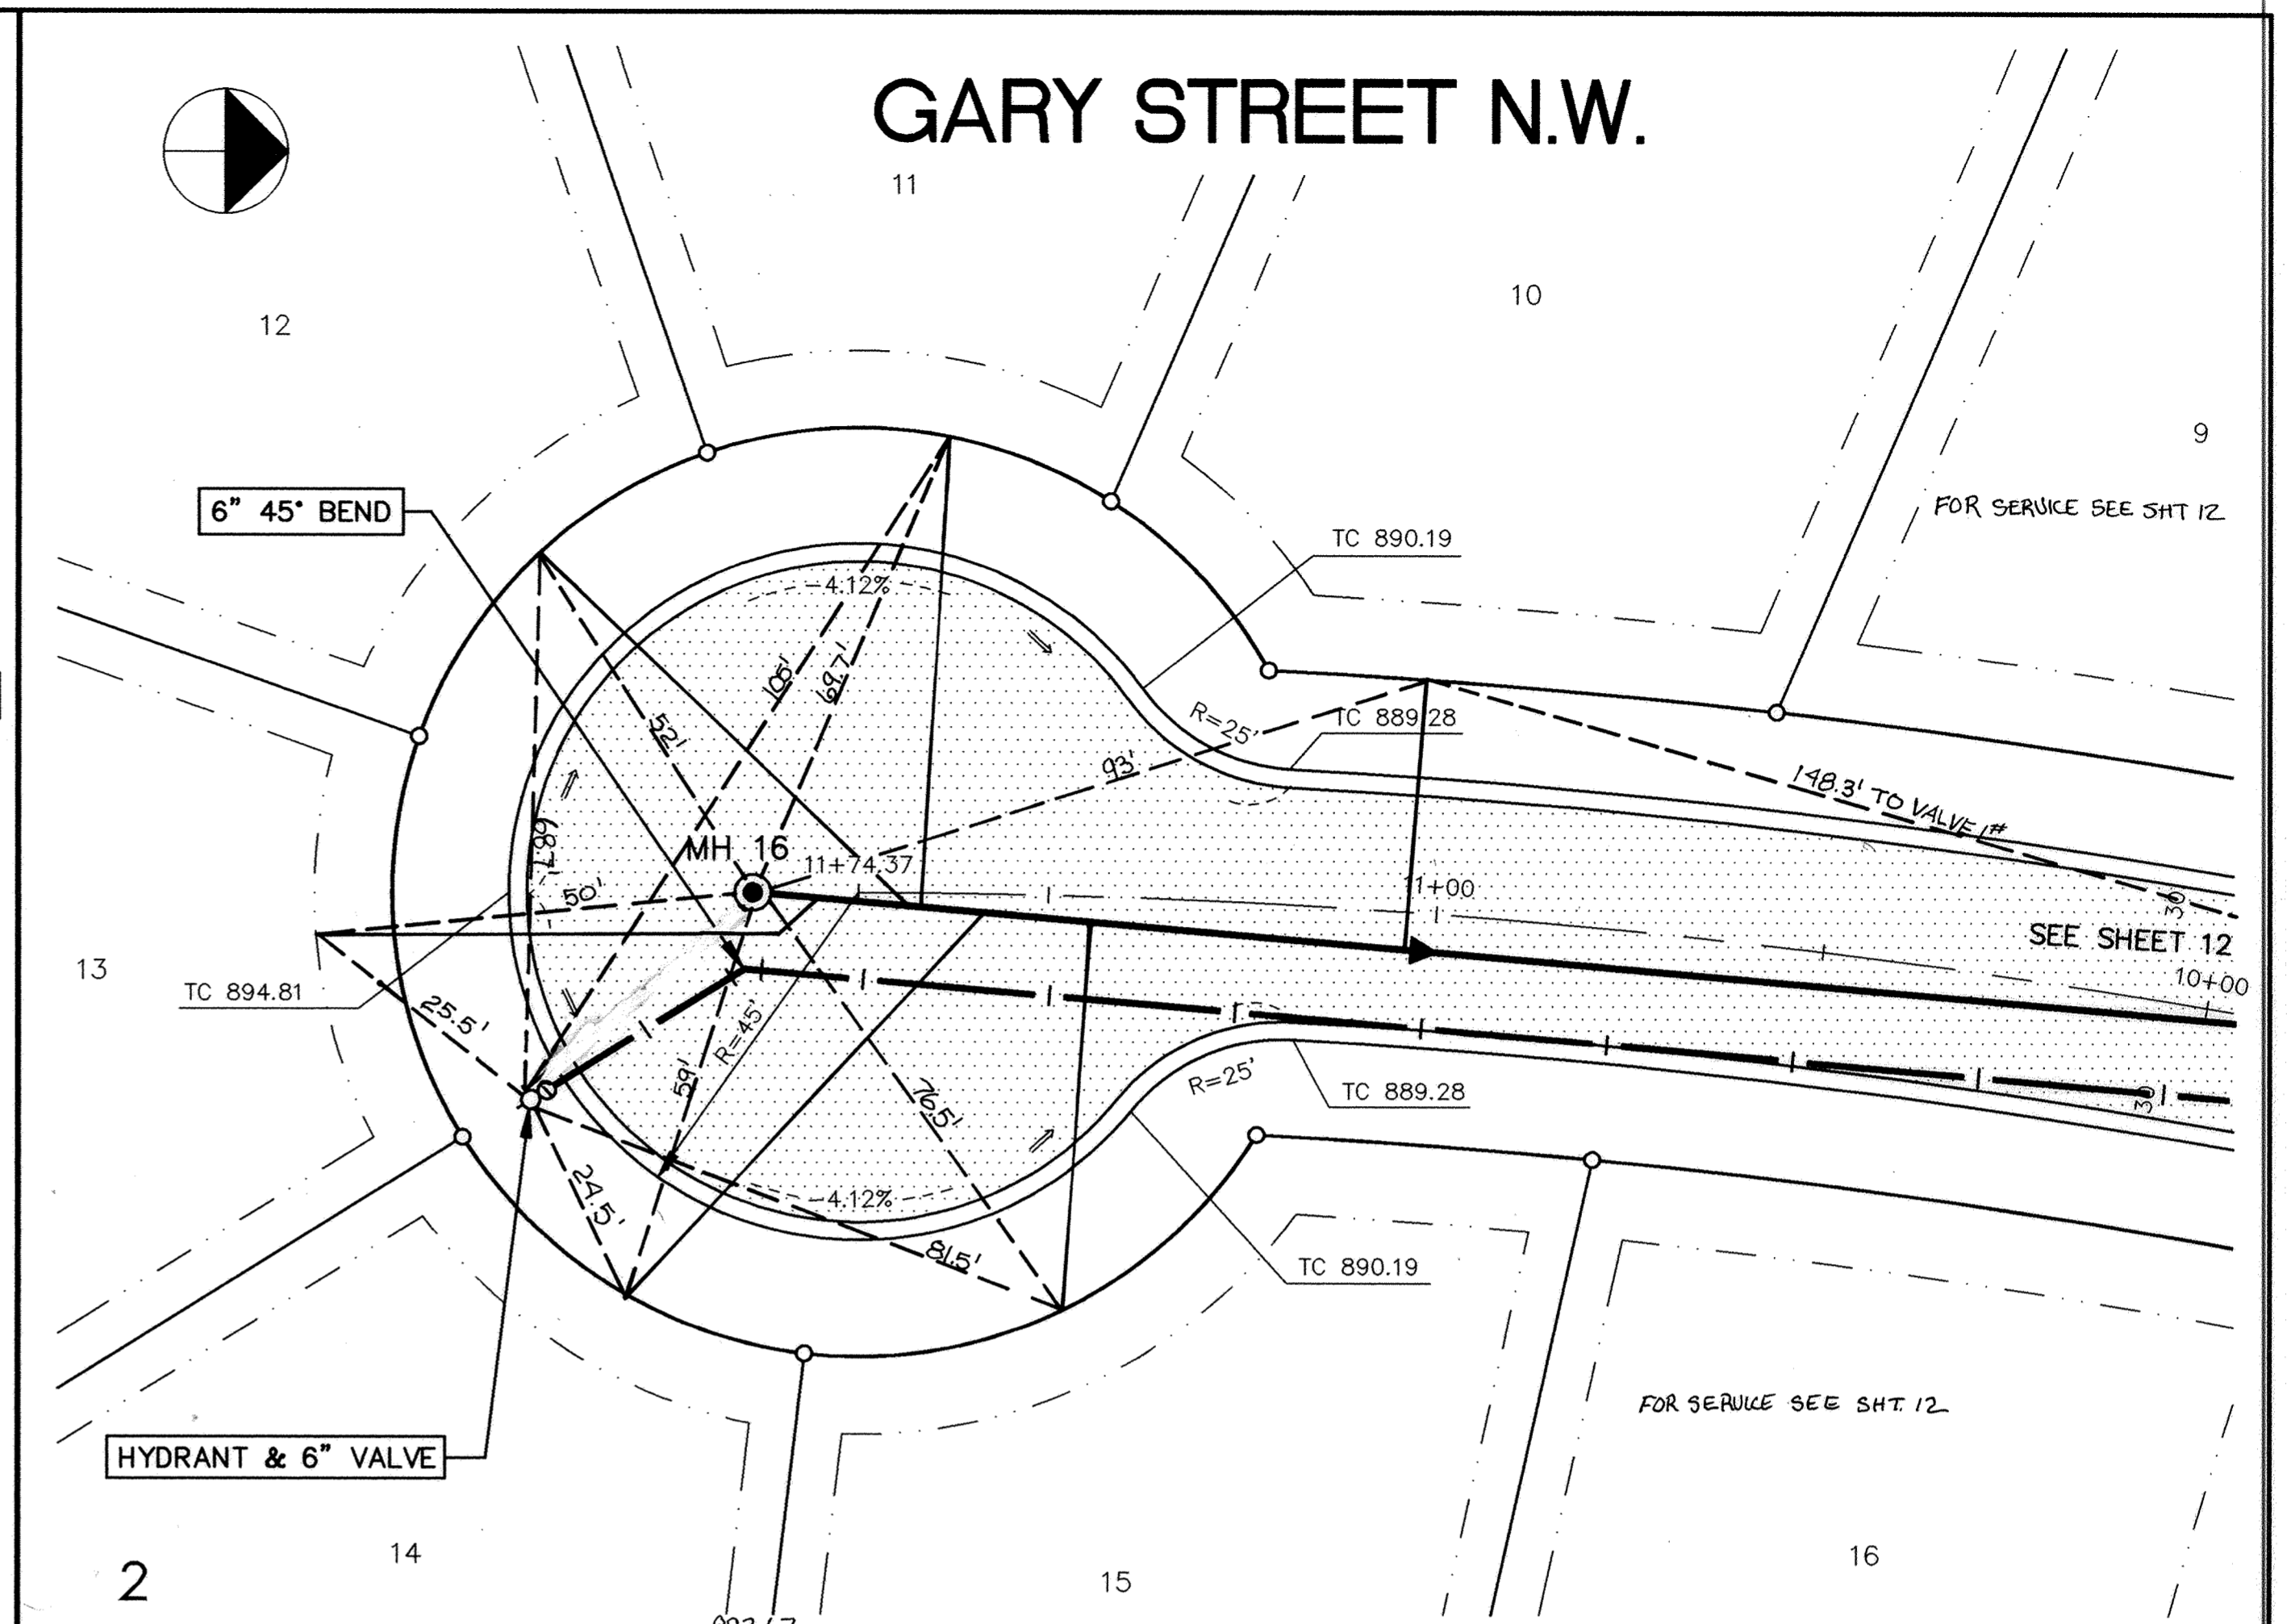 GARY STREET N.W.
11
10
12
9
6” 45° BEND
FOR SERVICE SEE SHT 12
TC 890.19
-4.12%
105'
69.7'
52'
R=25'
TC 889.28
93'
148.3' TO VALVE 1#
68.7'
MH 16
11+74.37
50'
11+00
30
SEE SHEET 12
10+00
13
TC 894.81
25.5'
R=45'
59'
76.5'
R=25'
TC 889.28
30
24.5'
-4.12%
81.5'
TC 890.19
FOR SERVICE SEE SHT. 12
HYDRANT & 6” VALVE
14
2
15
16